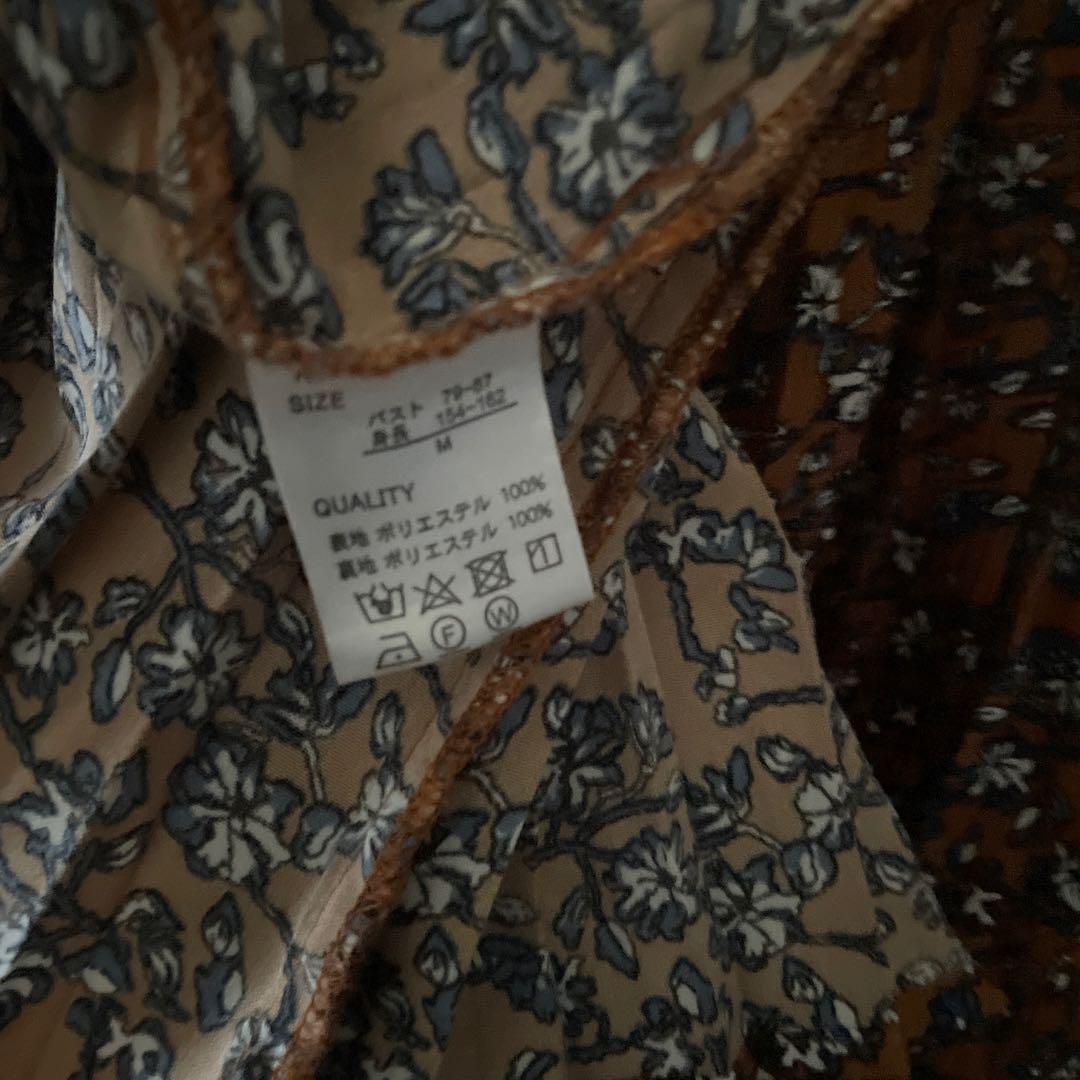 SIZE
バスト 79-87
身長 154-162
M
QUALITY
裏地 ポリエステル 100%
裏地 ポリエステル 100%
F
W